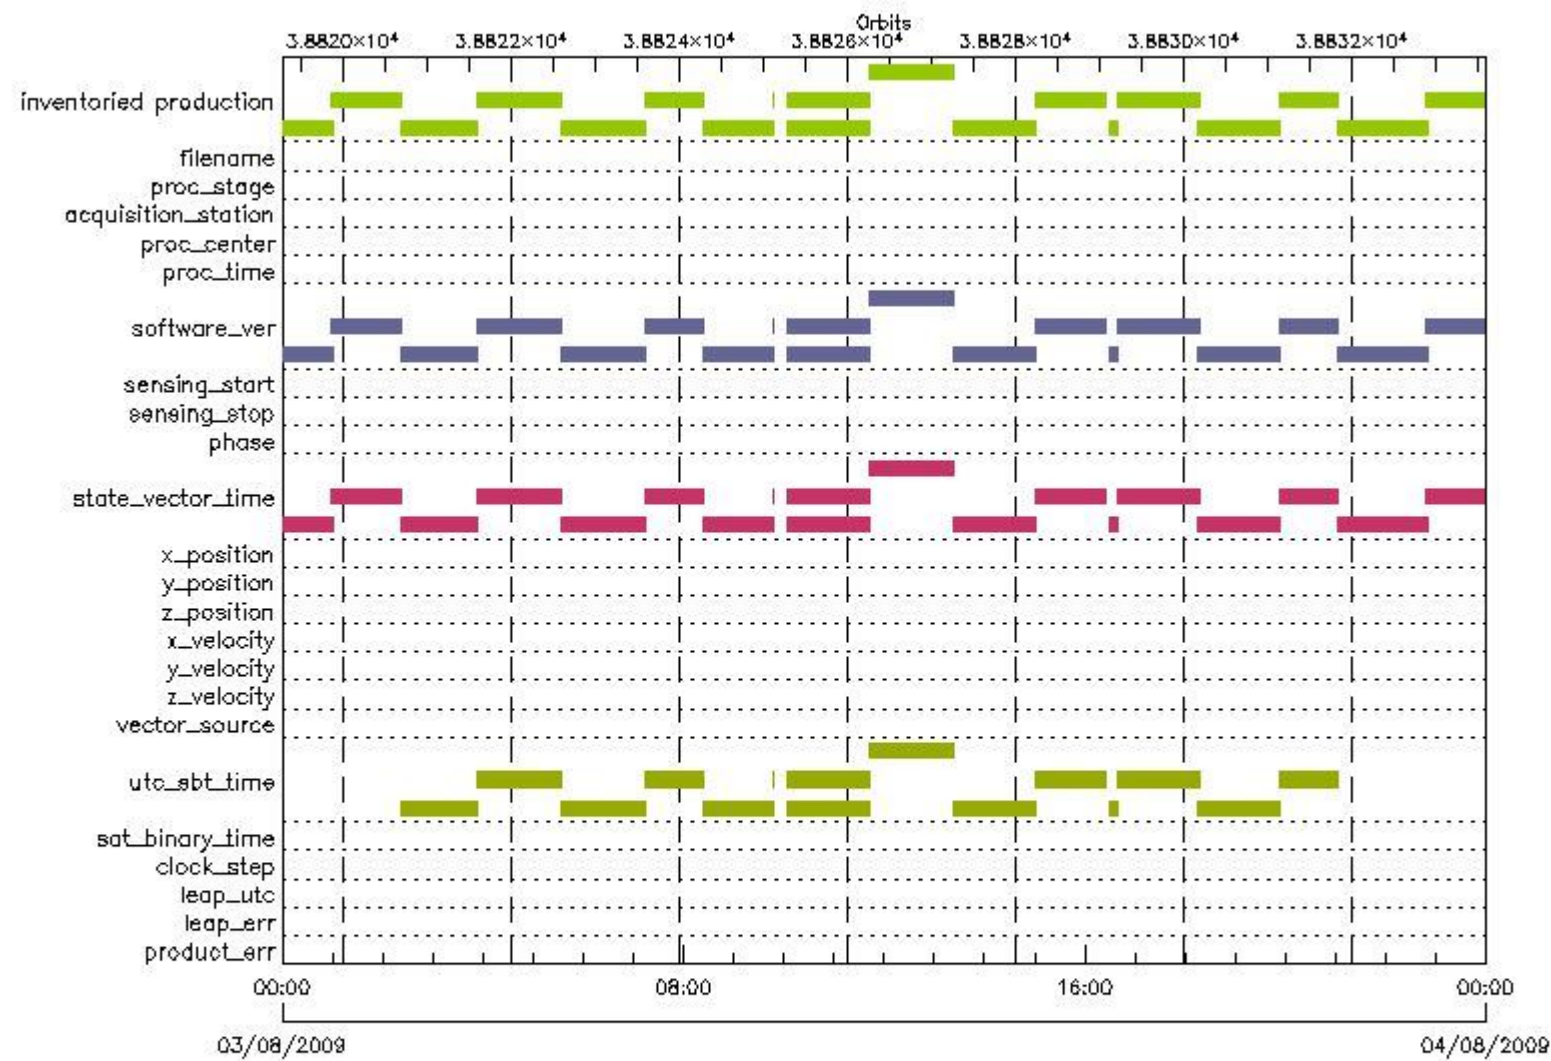 Orbits
3.8820×10⁴ 3.8822×10⁴ 3.8824×10⁴ 3.8826×10⁴ 3.8828×10⁴ 3.8830×10⁴ 3.8832×10⁴
inventoried production
filename
proc_stage
acquisition_station
proc_center
proc_time
software_ver
sensing_start
sensing_stop
phase
state_vector_time
x_position
y_position
z_position
x_velocity
y_velocity
z_velocity
vector_source
utc_sbt_time
sat_binary_time
clock_step
leap_utc
leap_err
product_err
00:00 08:00 16:00 00:00
03/08/2009 04/08/2009